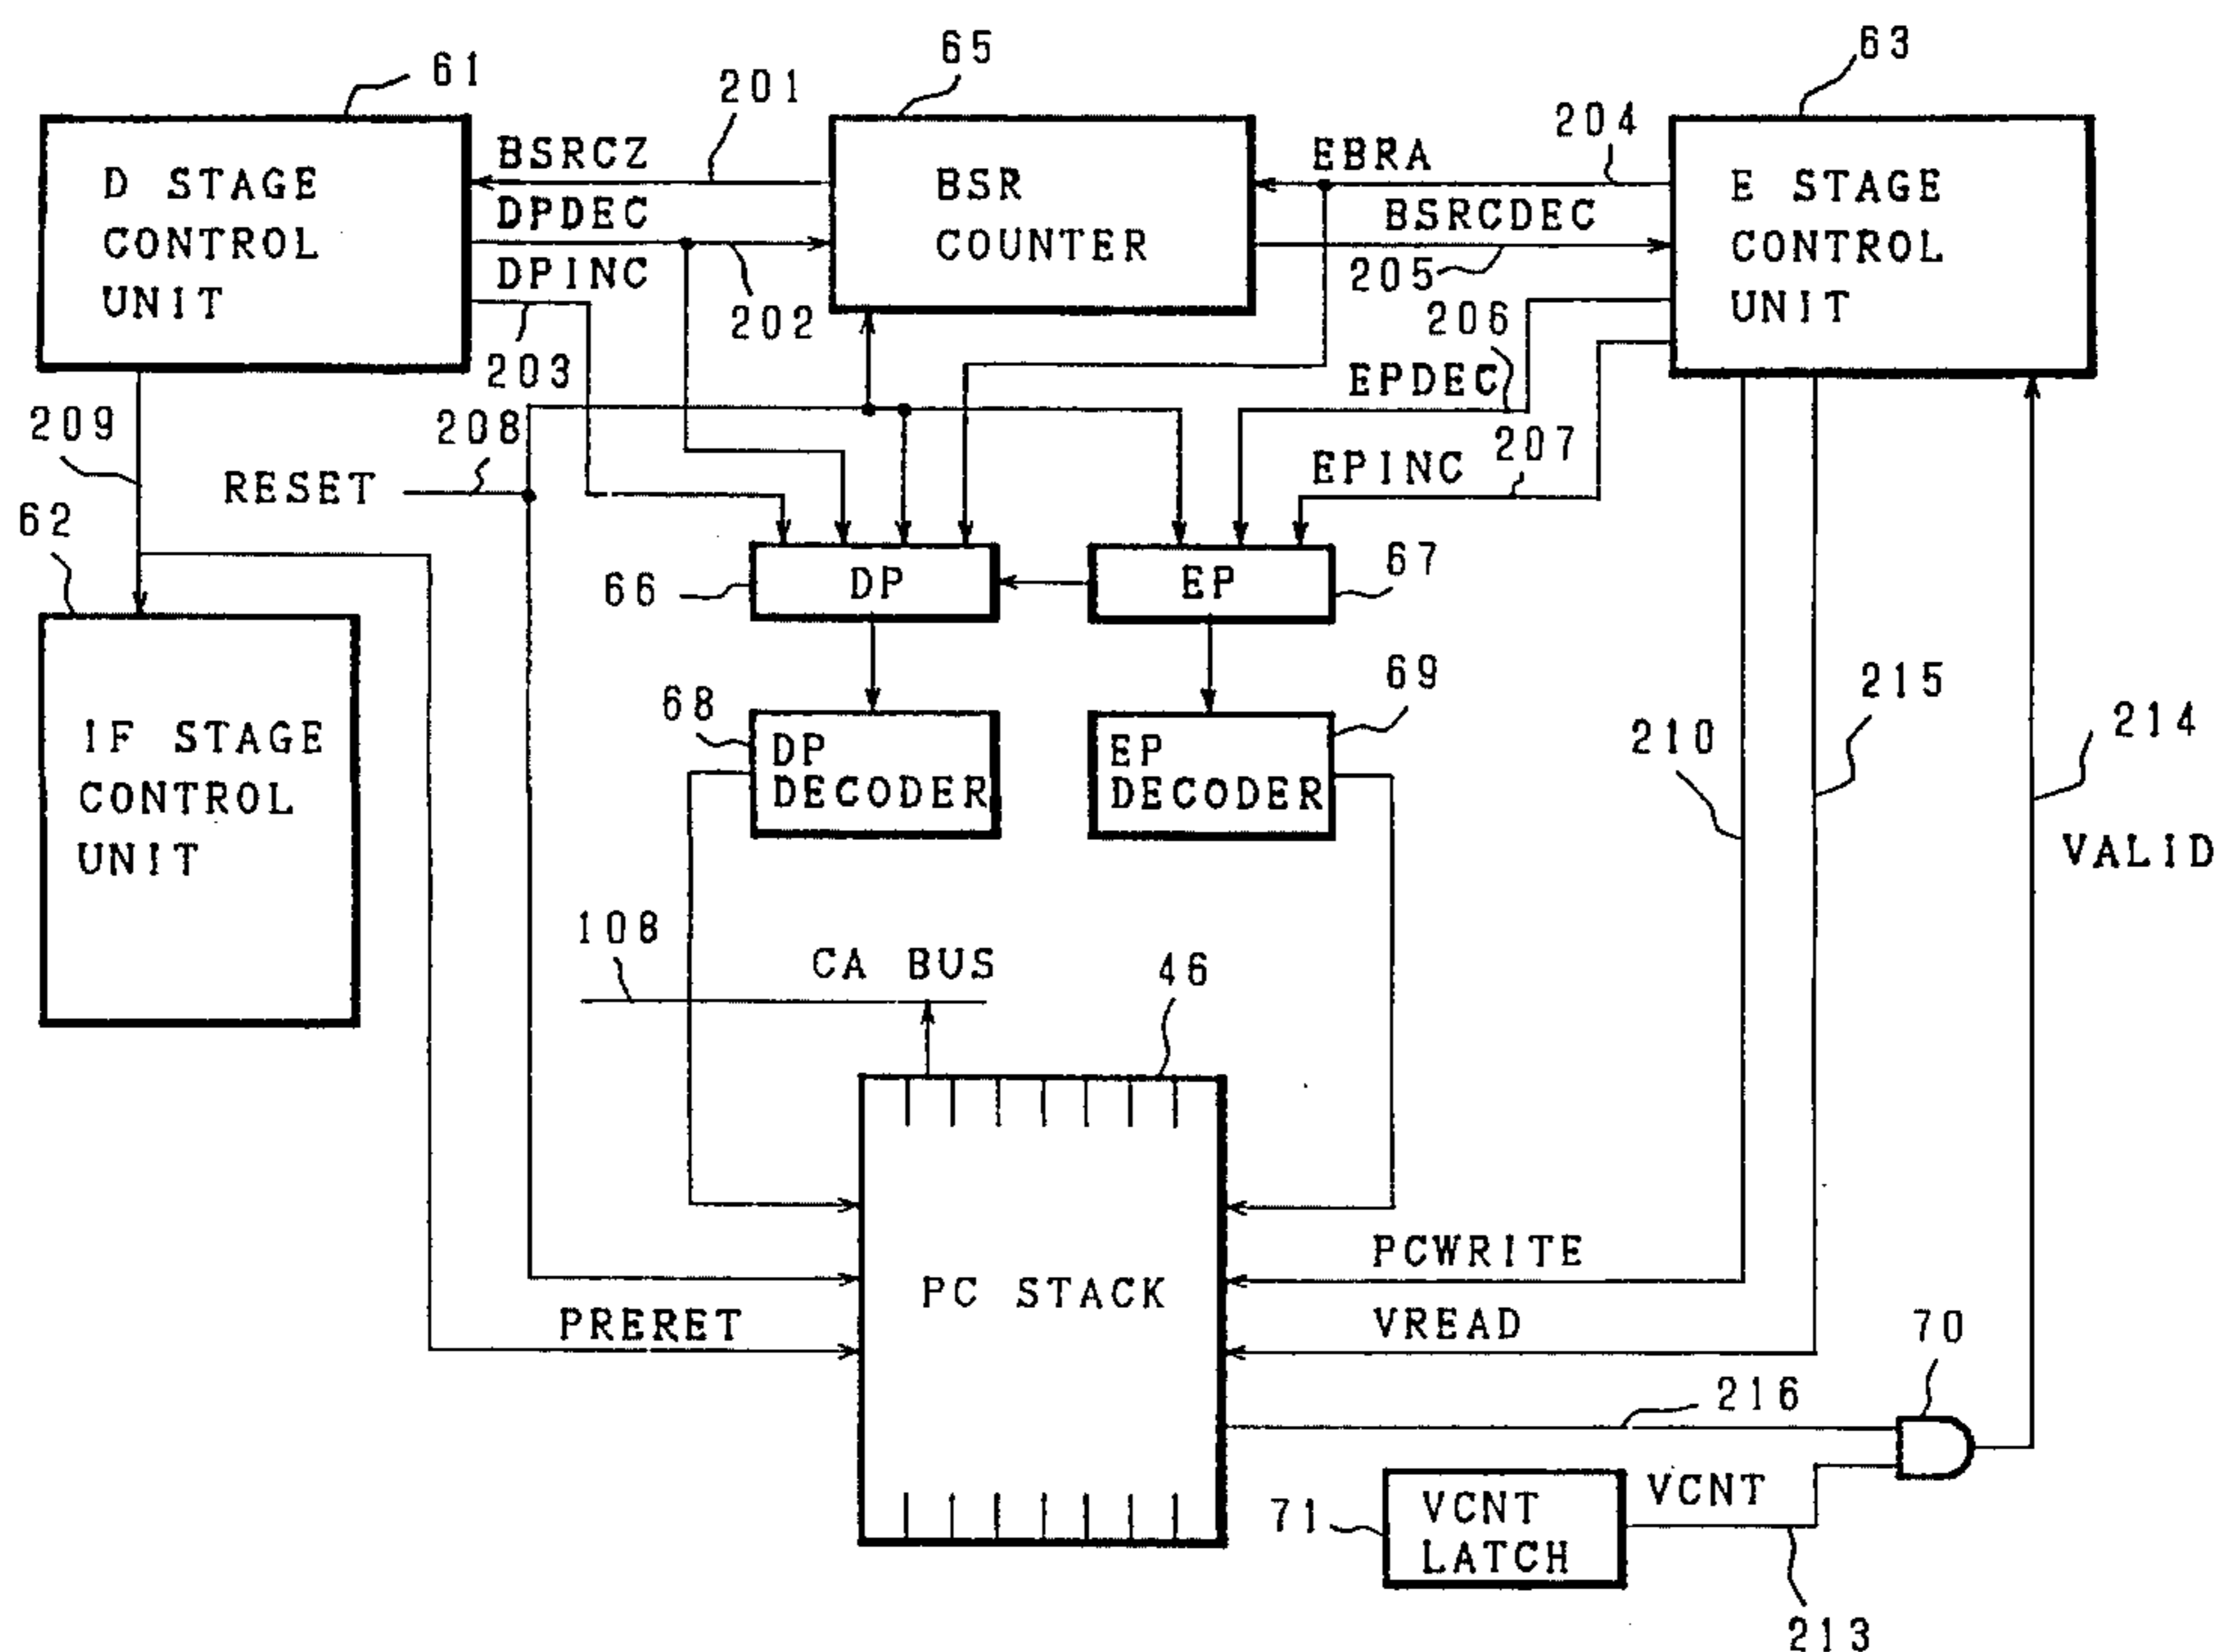 61
65
63
201
204
D STAGE
CONTROL
UNIT
BSRCZ
DPDEC
DPINC
BSR
COUNTER
EBRA
BSRCDEC
E STAGE
CONTROL
UNIT
205
202
203
206
209
208
EPDEC
207
RESET
EPINC
62
66
DP
EP
67
68
69
215
214
210
IF STAGE
CONTROL
UNIT
DP
DECODER
EP
DECODER
VALID
108
CA BUS
46
PCWRITE
PC STACK
PRERET
VREAD
70
216
71
VCNT
LATCH
VCNT
213